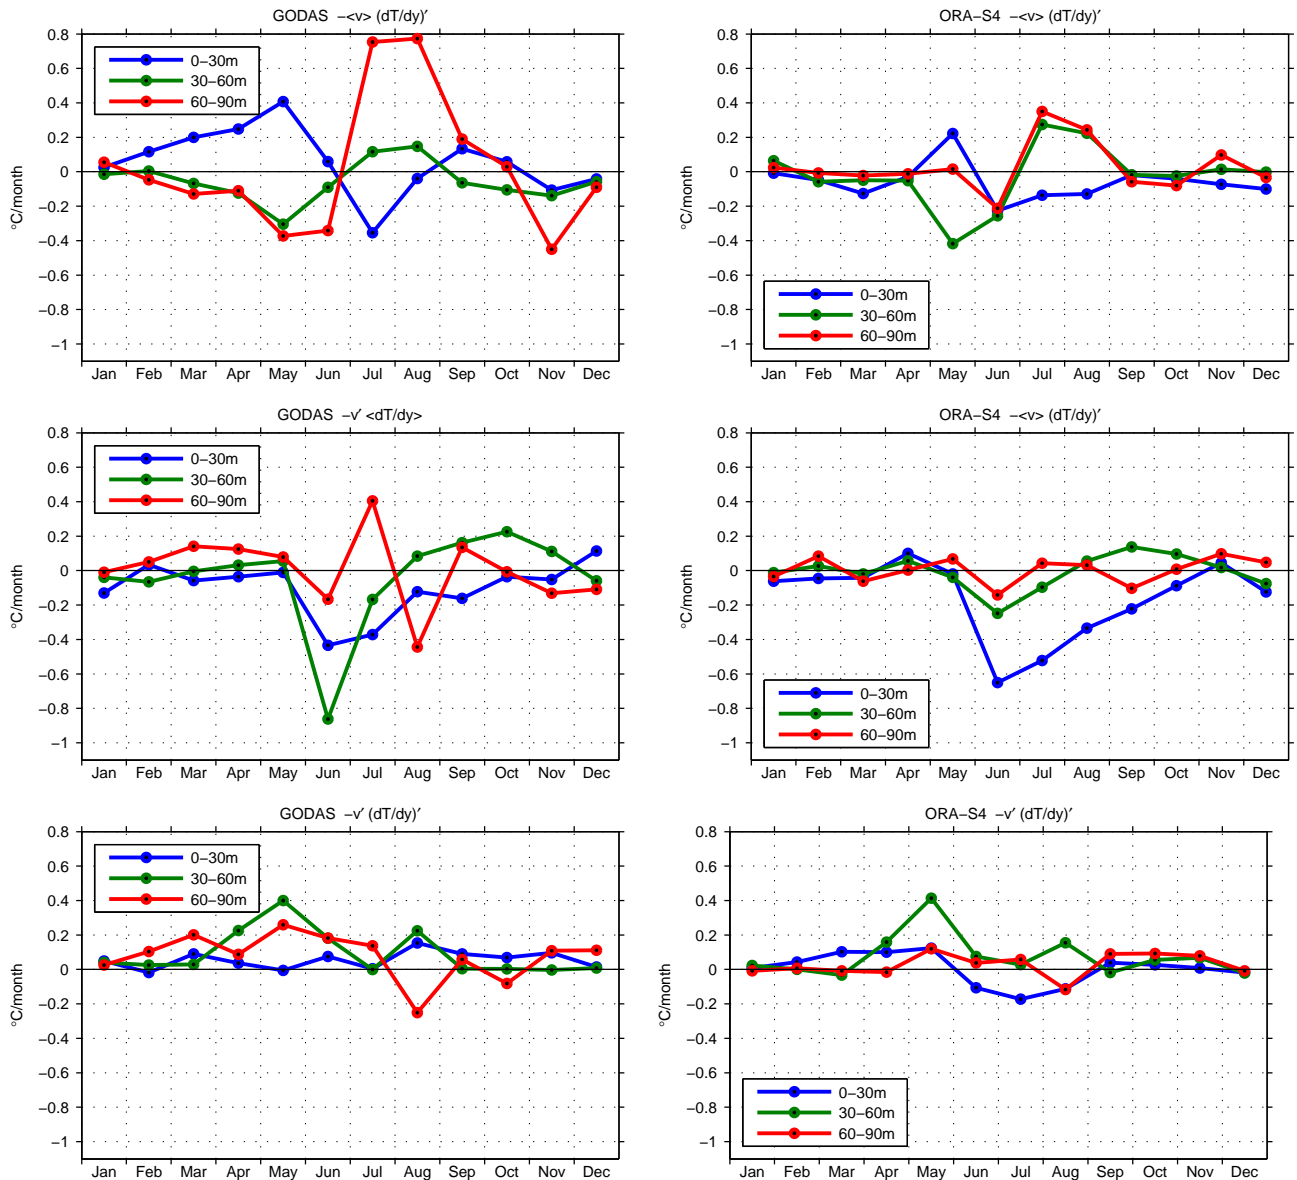 GODAS −<v> (dT/dy)′
0.8
0.6
0.4
0.2
0
−0.2
−0.4
−0.6
−0.8
−1
°C/month
0−30m
30−60m
60−90m
Jan Feb Mar Apr May Jun Jul Aug Sep Oct Nov Dec
ORA−S4 −<v> (dT/dy)′
0.8
0.6
0.4
0.2
0
−0.2
−0.4
−0.6
−0.8
−1
°C/month
0−30m
30−60m
60−90m
Jan Feb Mar Apr May Jun Jul Aug Sep Oct Nov Dec
GODAS −v′ <dT/dy>
0.8
0.6
0.4
0.2
0
−0.2
−0.4
−0.6
−0.8
−1
°C/month
0−30m
30−60m
60−90m
Jan Feb Mar Apr May Jun Jul Aug Sep Oct Nov Dec
ORA−S4 −<v> (dT/dy)′
0.8
0.6
0.4
0.2
0
−0.2
−0.4
−0.6
−0.8
−1
°C/month
0−30m
30−60m
60−90m
Jan Feb Mar Apr May Jun Jul Aug Sep Oct Nov Dec
GODAS −v′ (dT/dy)′
0.8
0.6
0.4
0.2
0
−0.2
−0.4
−0.6
−0.8
−1
°C/month
0−30m
30−60m
60−90m
Jan Feb Mar Apr May Jun Jul Aug Sep Oct Nov Dec
ORA−S4 −v′ (dT/dy)′
0.8
0.6
0.4
0.2
0
−0.2
−0.4
−0.6
−0.8
−1
°C/month
0−30m
30−60m
60−90m
Jan Feb Mar Apr May Jun Jul Aug Sep Oct Nov Dec